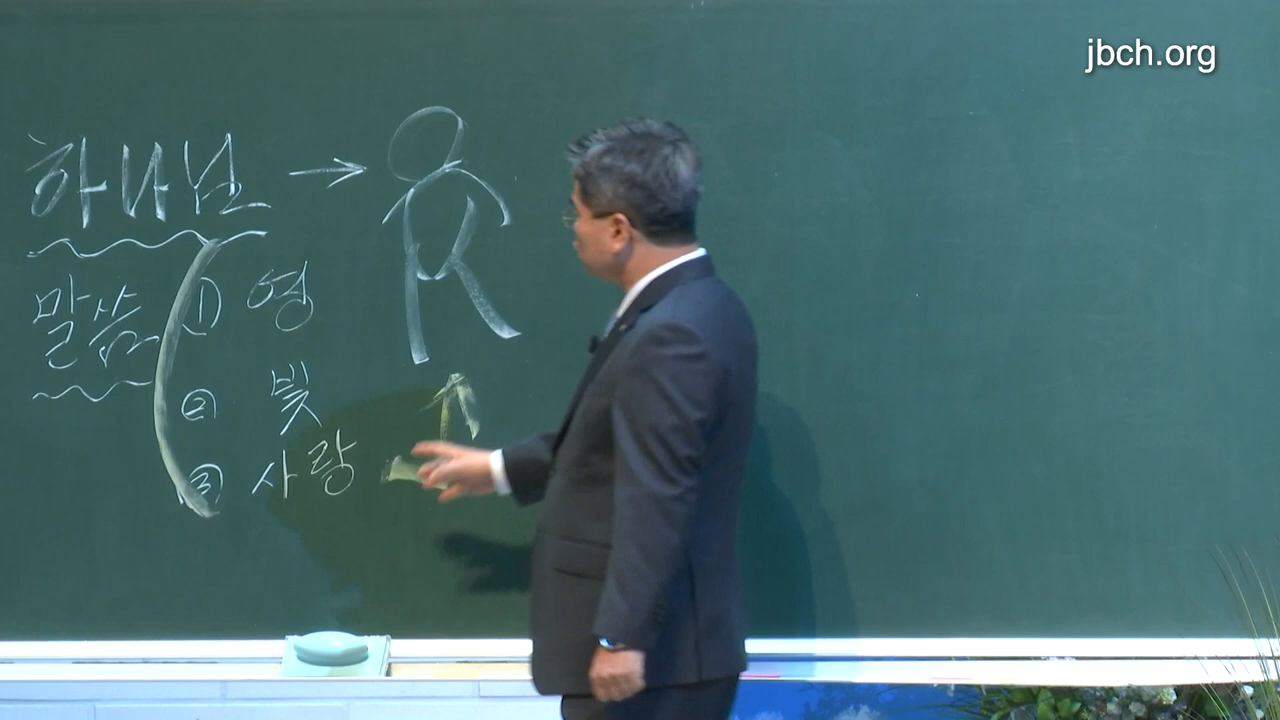 jbch.org
하나님 →
말씀 ① 영
② 빛
③ 사랑